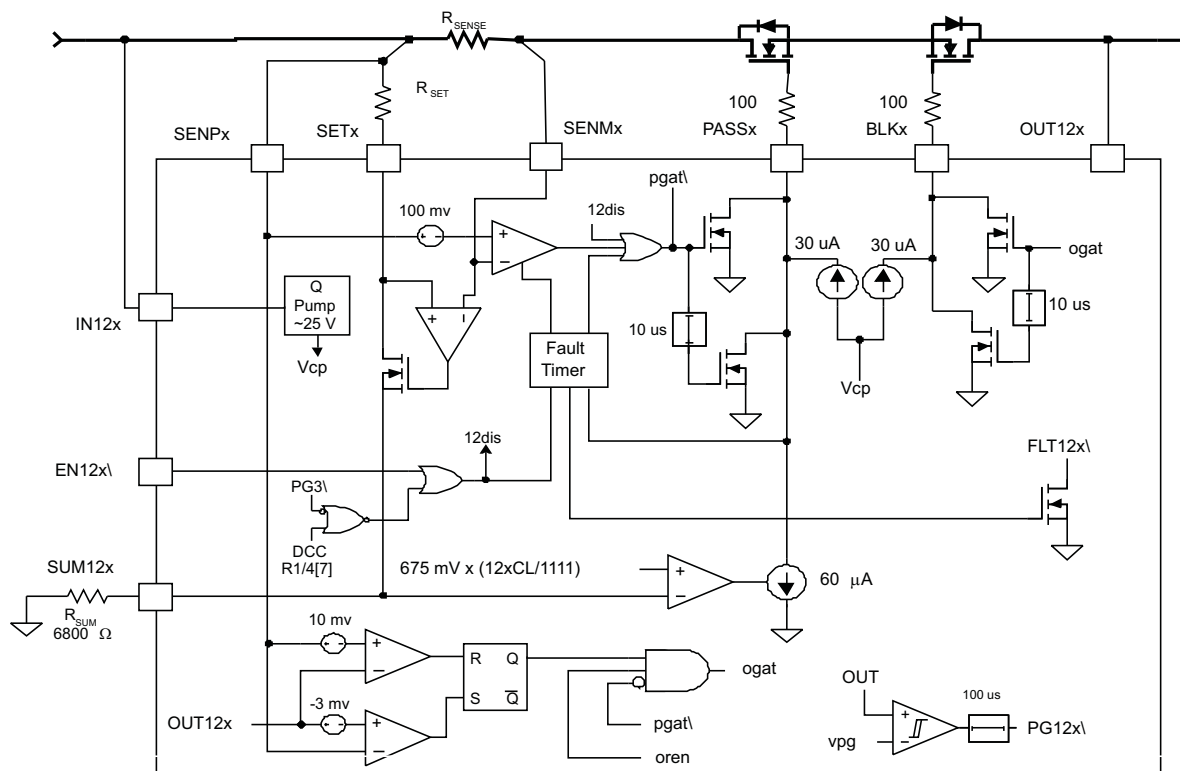 RSENSE
RSET
100
100
SENPx
SETx
SENMx
PASSx
BLKx
OUT12x
pgat\
100 mv
12dis
+
−
30 uA
30 uA
ogat
Q
Pump
~25 V
IN12x
Vcp
+
−
10 us
10 us
Fault
Timer
Vcp
12dis
EN12x\
PG3\
FLT12x\
DCC
R1/4[7]
SUM12x
675 mV x (12xCL/1111)
+
−
60 μA
RSUM
6800 Ω
10 mv
+
−
R
Q
S
Q̅
ogat
-3 mv
OUT12x
+
−
pgat\
oren
OUT
100 us
+
−
vpg
PG12x\